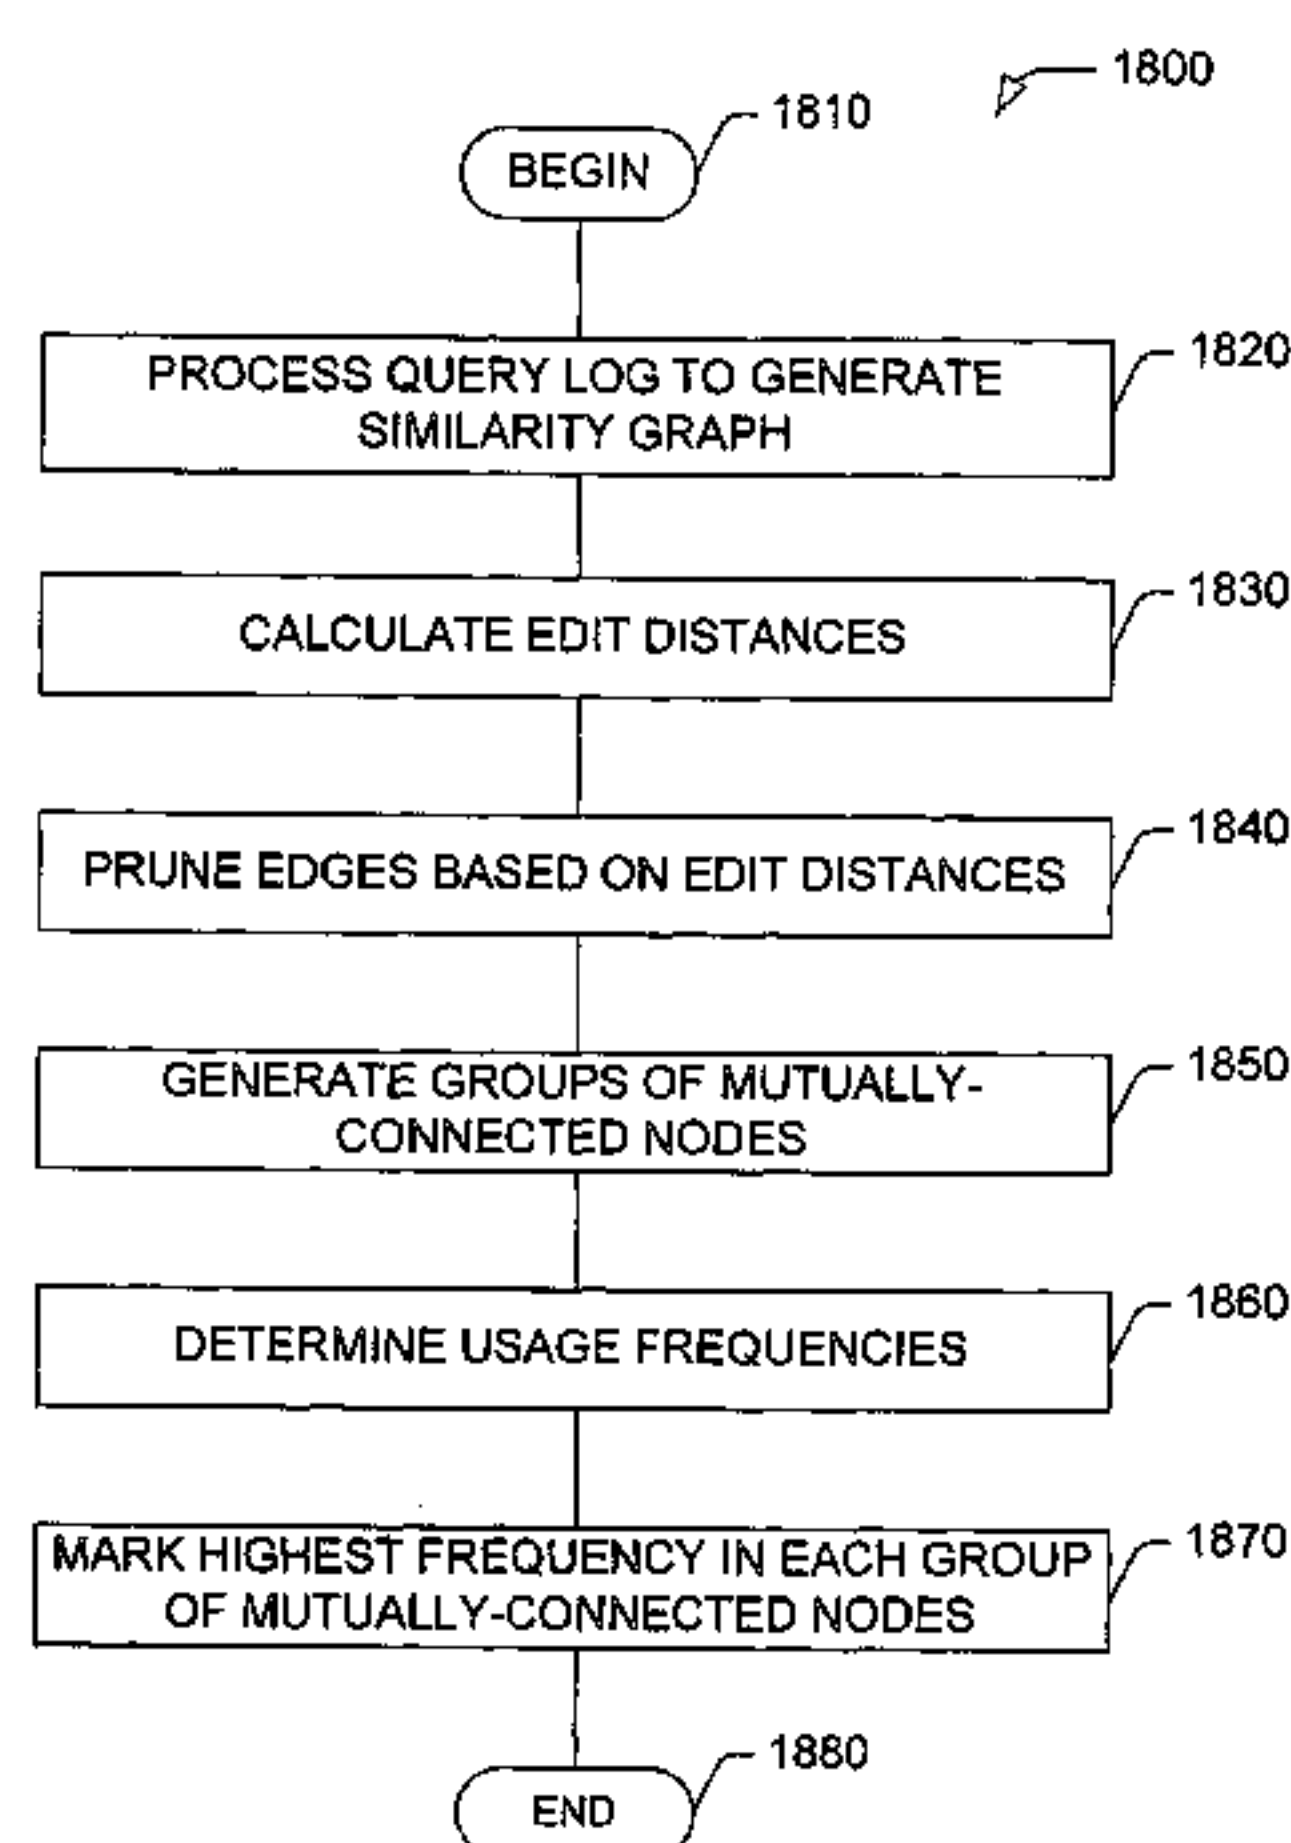 1800
1810
BEGIN
1820
PROCESS QUERY LOG TO GENERATE
SIMILARITY GRAPH
1830
CALCULATE EDIT DISTANCES
1840
PRUNE EDGES BASED ON EDIT DISTANCES
1850
GENERATE GROUPS OF MUTUALLY-
CONNECTED NODES
1860
DETERMINE USAGE FREQUENCIES
1870
MARK HIGHEST FREQUENCY IN EACH GROUP
OF MUTUALLY-CONNECTED NODES
1880
END